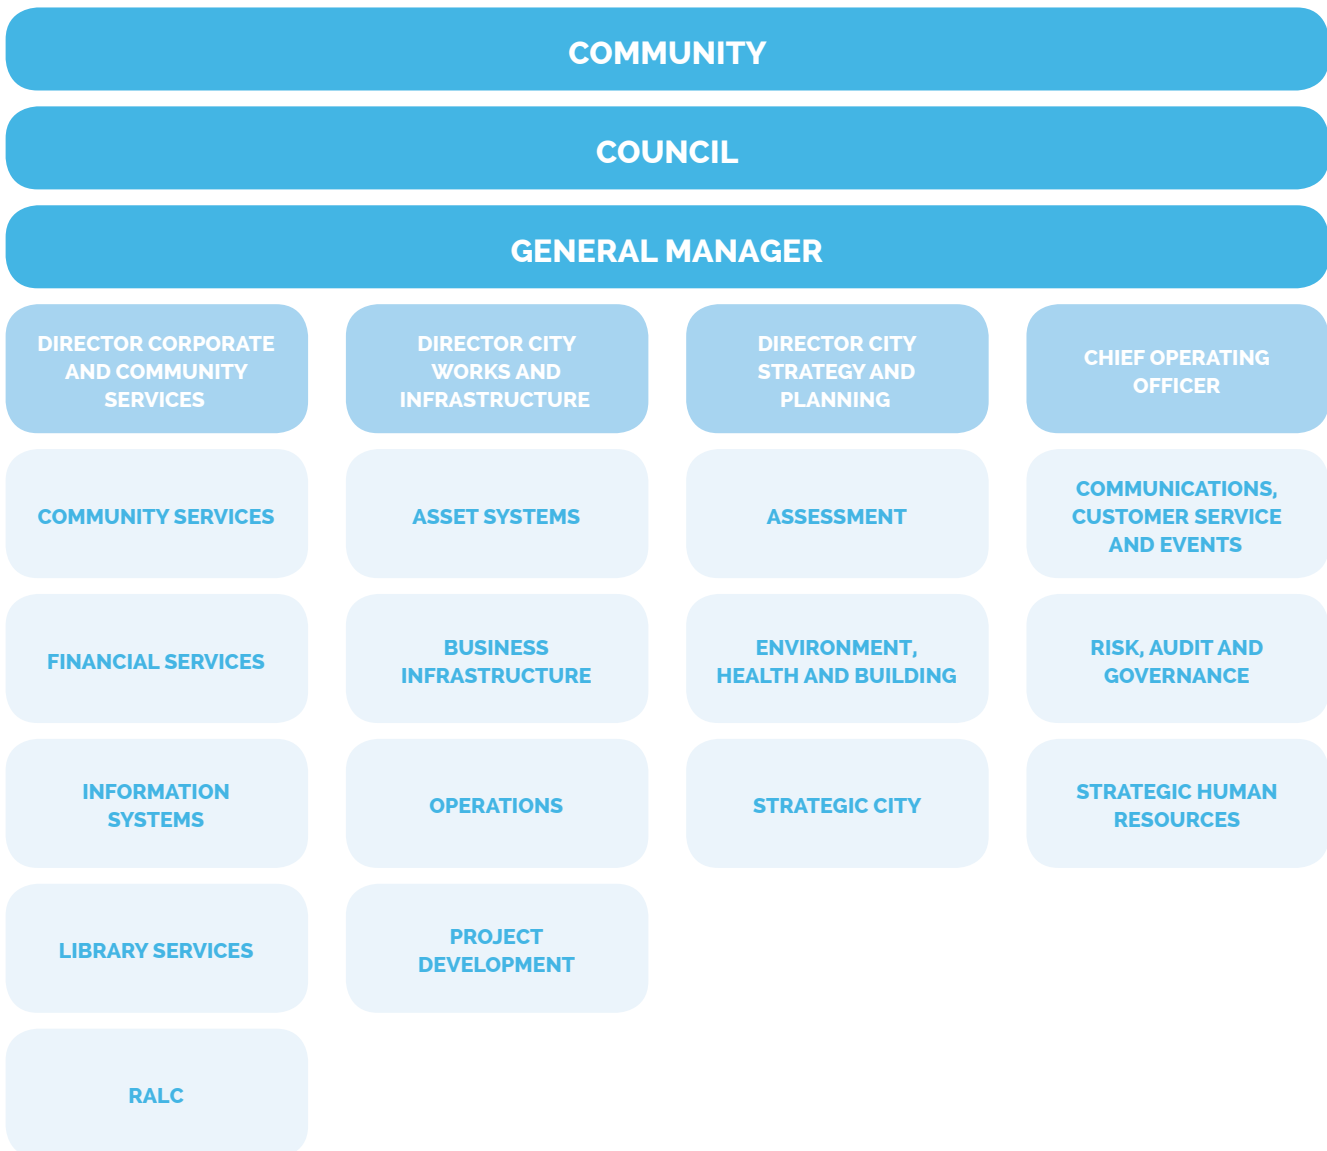 COMMUNITY
COUNCIL
GENERAL MANAGER
DIRECTOR CORPORATE
AND COMMUNITY
SERVICES
COMMUNITY SERVICES
FINANCIAL SERVICES
INFORMATION
SYSTEMS
LIBRARY SERVICES
RALC
DIRECTOR CITY
WORKS AND
INFRASTRUCTURE
ASSET SYSTEMS
BUSINESS
INFRASTRUCTURE
OPERATIONS
PROJECT
DEVELOPMENT
DIRECTOR CITY
STRATEGY AND
PLANNING
ASSESSMENT
ENVIRONMENT,
HEALTH AND BUILDING
STRATEGIC CITY
CHIEF OPERATING
OFFICER
COMMUNICATIONS,
CUSTOMER SERVICE
AND EVENTS
RISK, AUDIT AND
GOVERNANCE
STRATEGIC HUMAN
RESOURCES